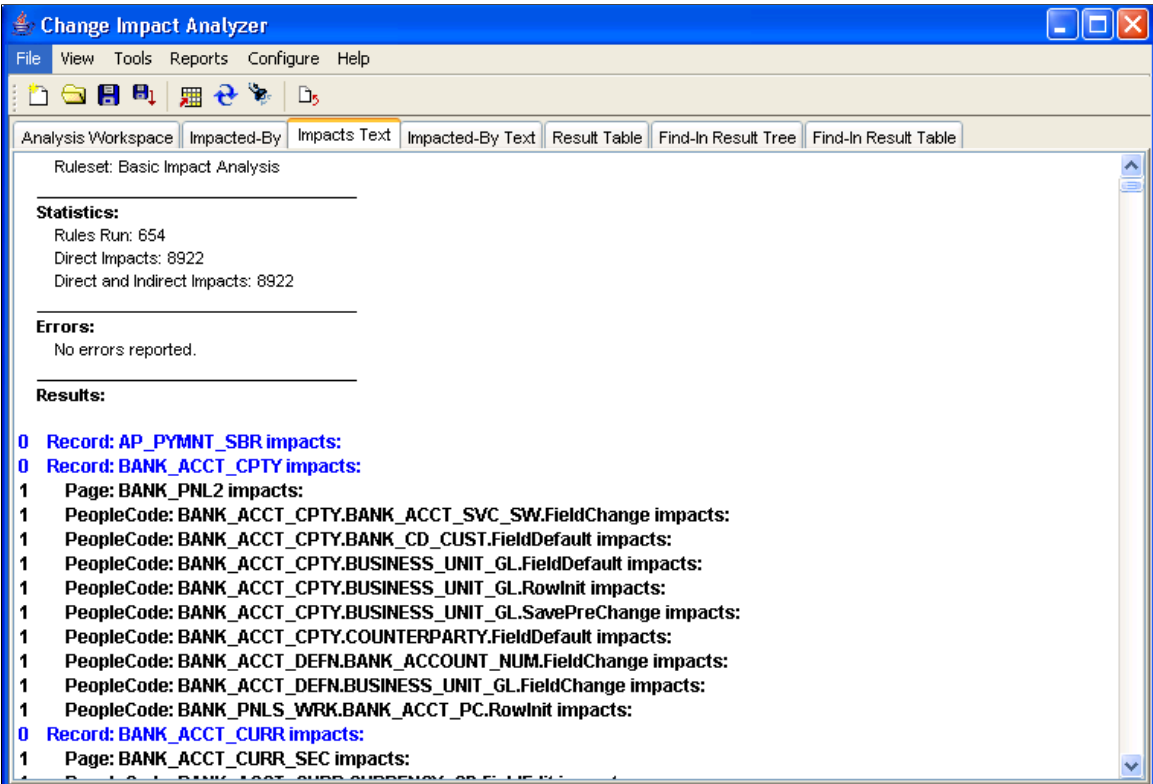 Change Impact Analyzer
File View Tools Reports Configure Help
Analysis Workspace Impacted-By Impacts Text Impacted-By Text Result Table Find-In Result Tree Find-In Result Table
Ruleset: Basic Impact Analysis
Statistics:
Rules Run: 654
Direct Impacts: 8922
Direct and Indirect Impacts: 8922
Errors:
No errors reported.
Results:
0 Record: AP_PYMNT_SBR impacts:
0 Record: BANK_ACCT_CPTY impacts:
1 Page: BANK_PNL2 impacts:
1 PeopleCode: BANK_ACCT_CPTY.BANK_ACCT_SVC_SW.FieldChange impacts:
1 PeopleCode: BANK_ACCT_CPTY.BANK_CD_CUST.FieldDefault impacts:
1 PeopleCode: BANK_ACCT_CPTY.BUSINESS_UNIT_GL.FieldDefault impacts:
1 PeopleCode: BANK_ACCT_CPTY.BUSINESS_UNIT_GL.RowInit impacts:
1 PeopleCode: BANK_ACCT_CPTY.BUSINESS_UNIT_GL.SavePreChange impacts:
1 PeopleCode: BANK_ACCT_CPTY.COUNTERPARTY.FieldDefault impacts:
1 PeopleCode: BANK_ACCT_DEFN.BANK_ACCOUNT_NUM.FieldChange impacts:
1 PeopleCode: BANK_ACCT_DEFN.BUSINESS_UNIT_GL.FieldChange impacts:
1 PeopleCode: BANK_PNLS_WRK.BANK_ACCT_PC.RowInit impacts:
0 Record: BANK_ACCT_CURR impacts:
1 Page: BANK_ACCT_CURR_SEC impacts: